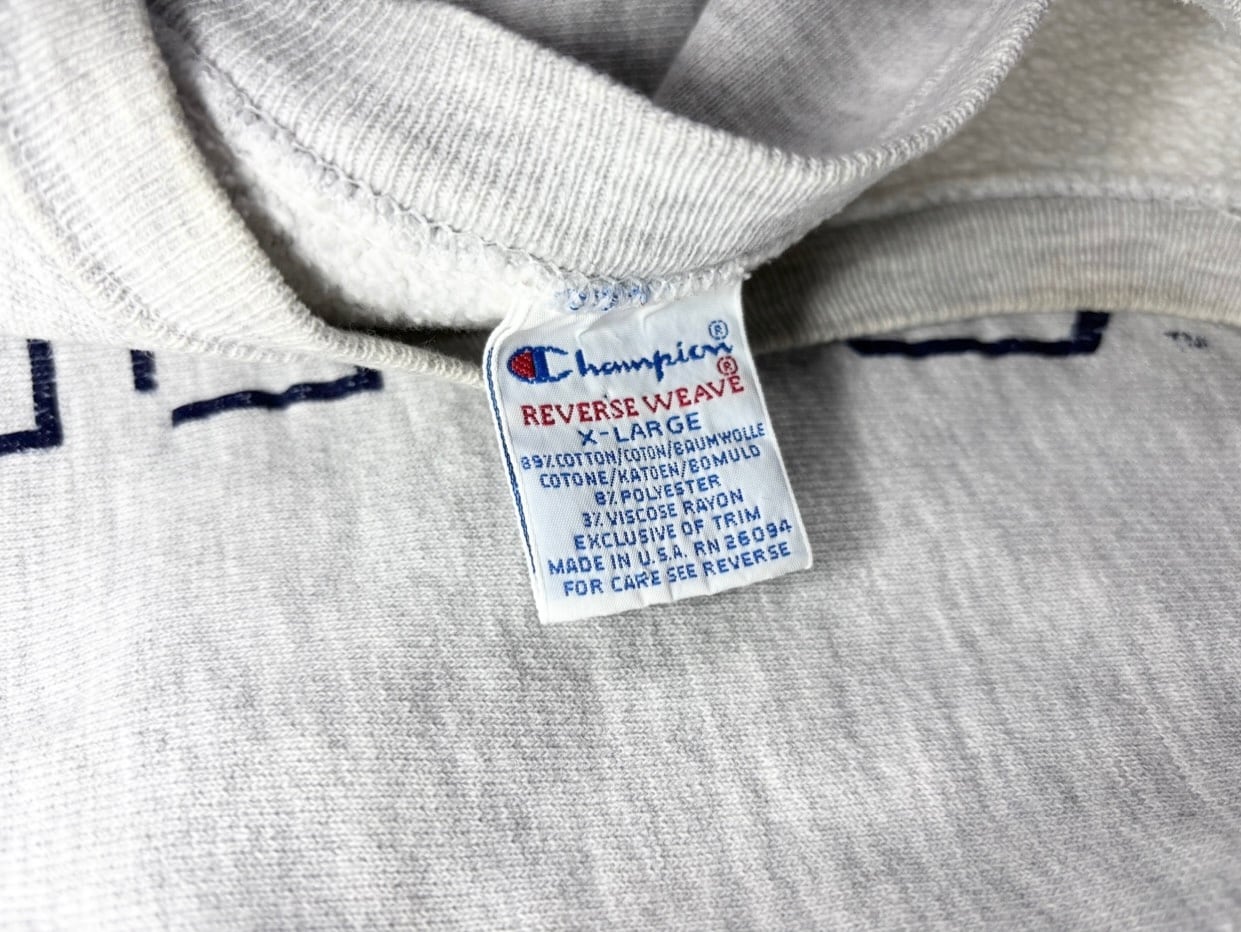 Champion®
REVERSE WEAVE®
X-LARGE
89% COTTON/COTON/BAUMWOLLE
COTONE/KATOEN/BOMULD
8% POLYESTER
3% VISCOSE RAYON
EXCLUSIVE OF TRIM
MADE IN U.S.A. RN 26094
FOR CARE SEE REVERSE